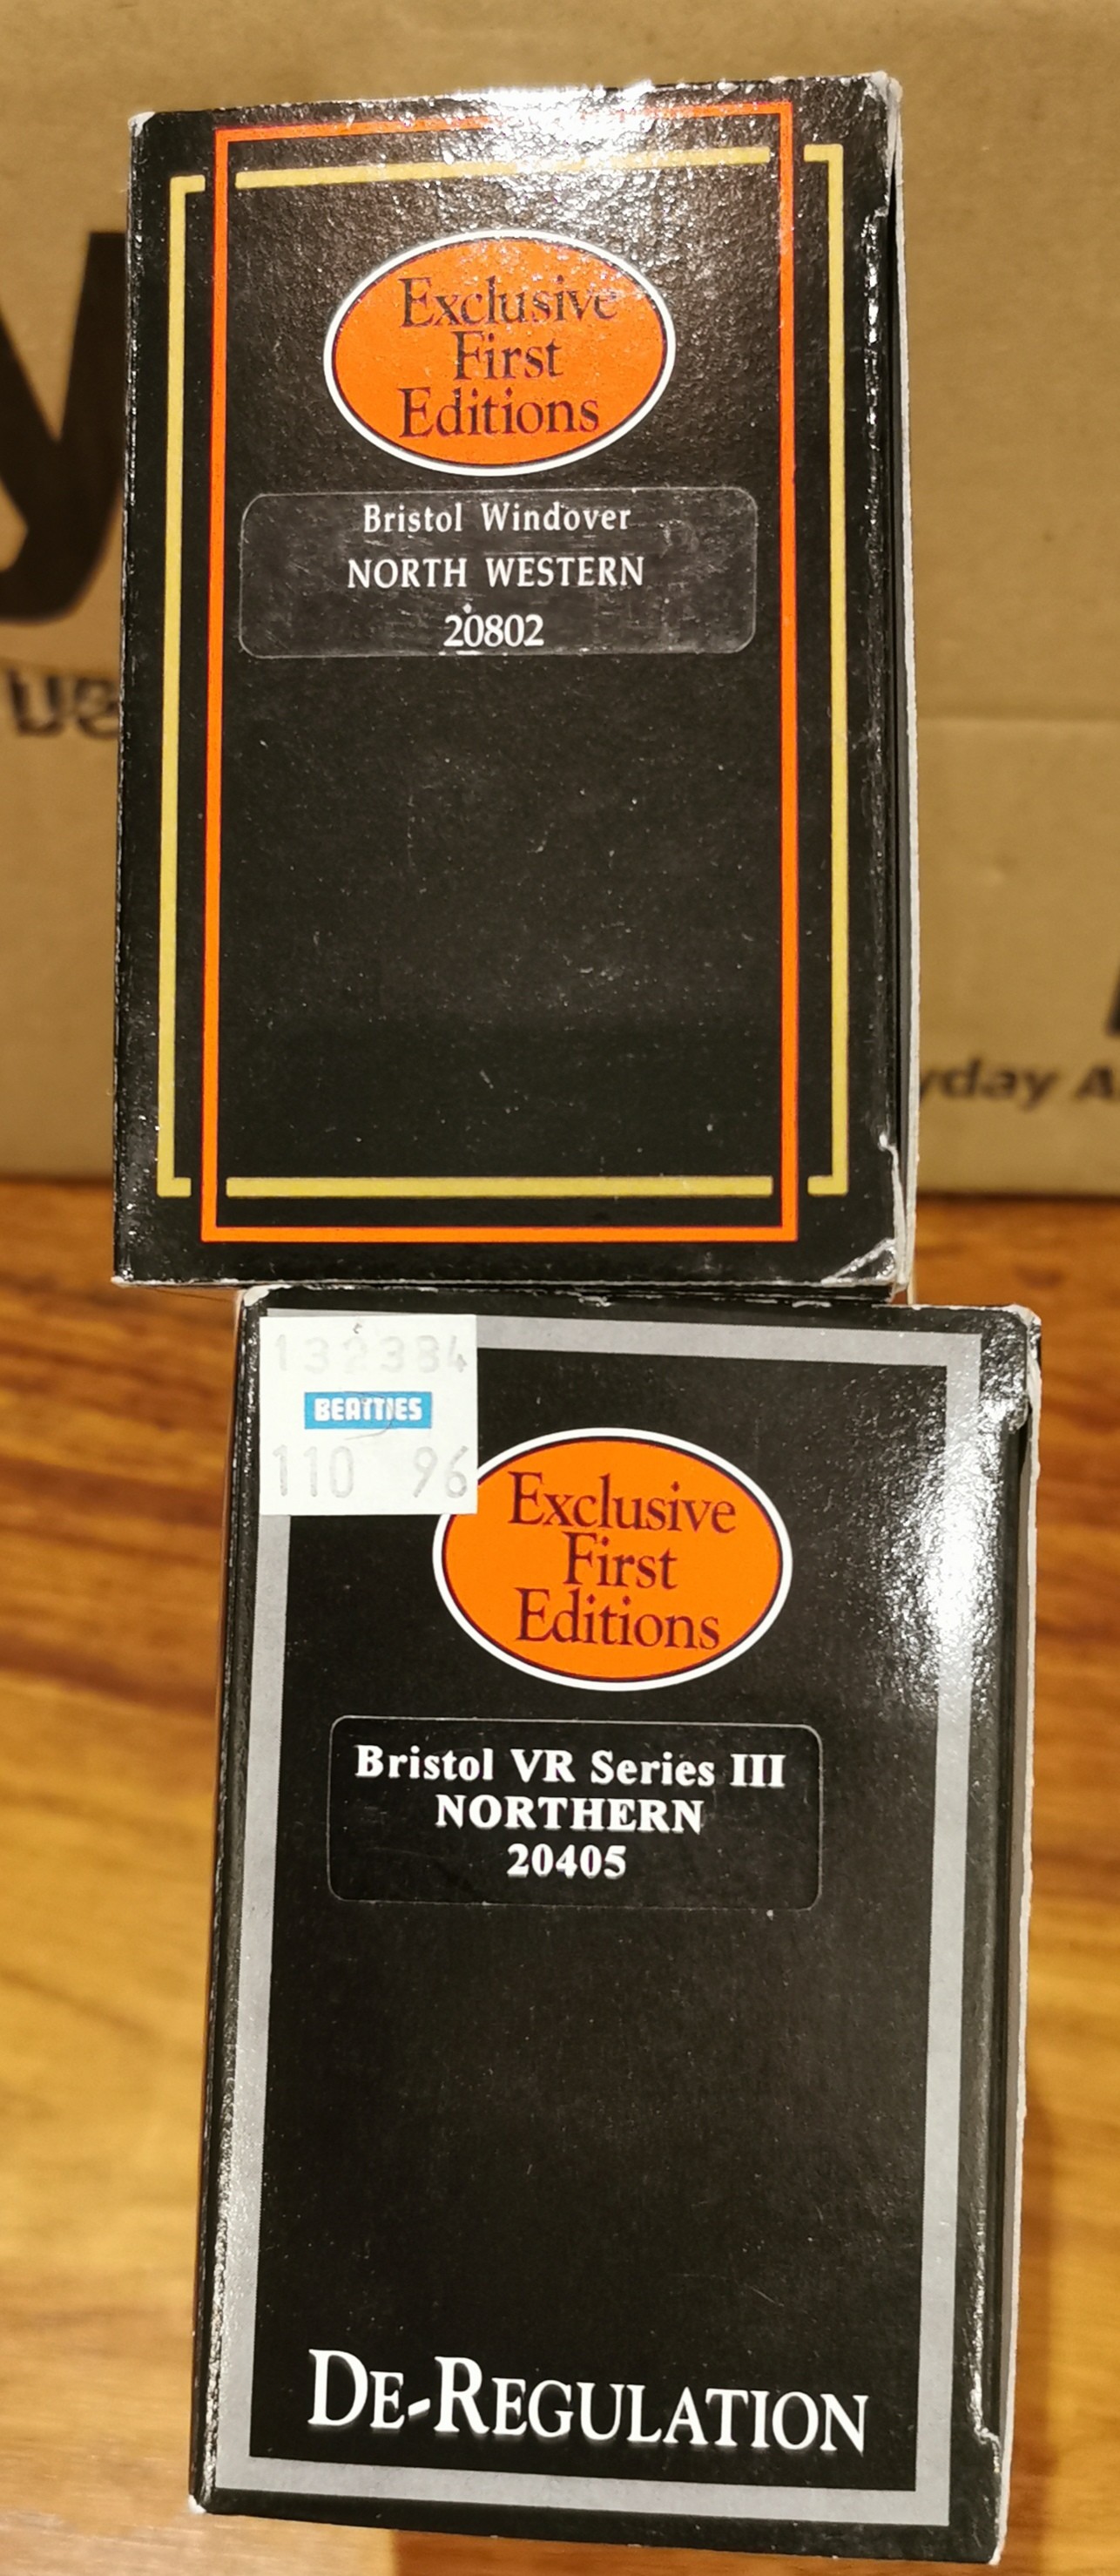 Exclusive
First
Editions
Bristol Windover
NORTH WESTERN
20802
yday A
BEATTIES
110 96
Exclusive
First
Editions
Bristol VR Series III
NORTHERN
20405
DE-REGULATION